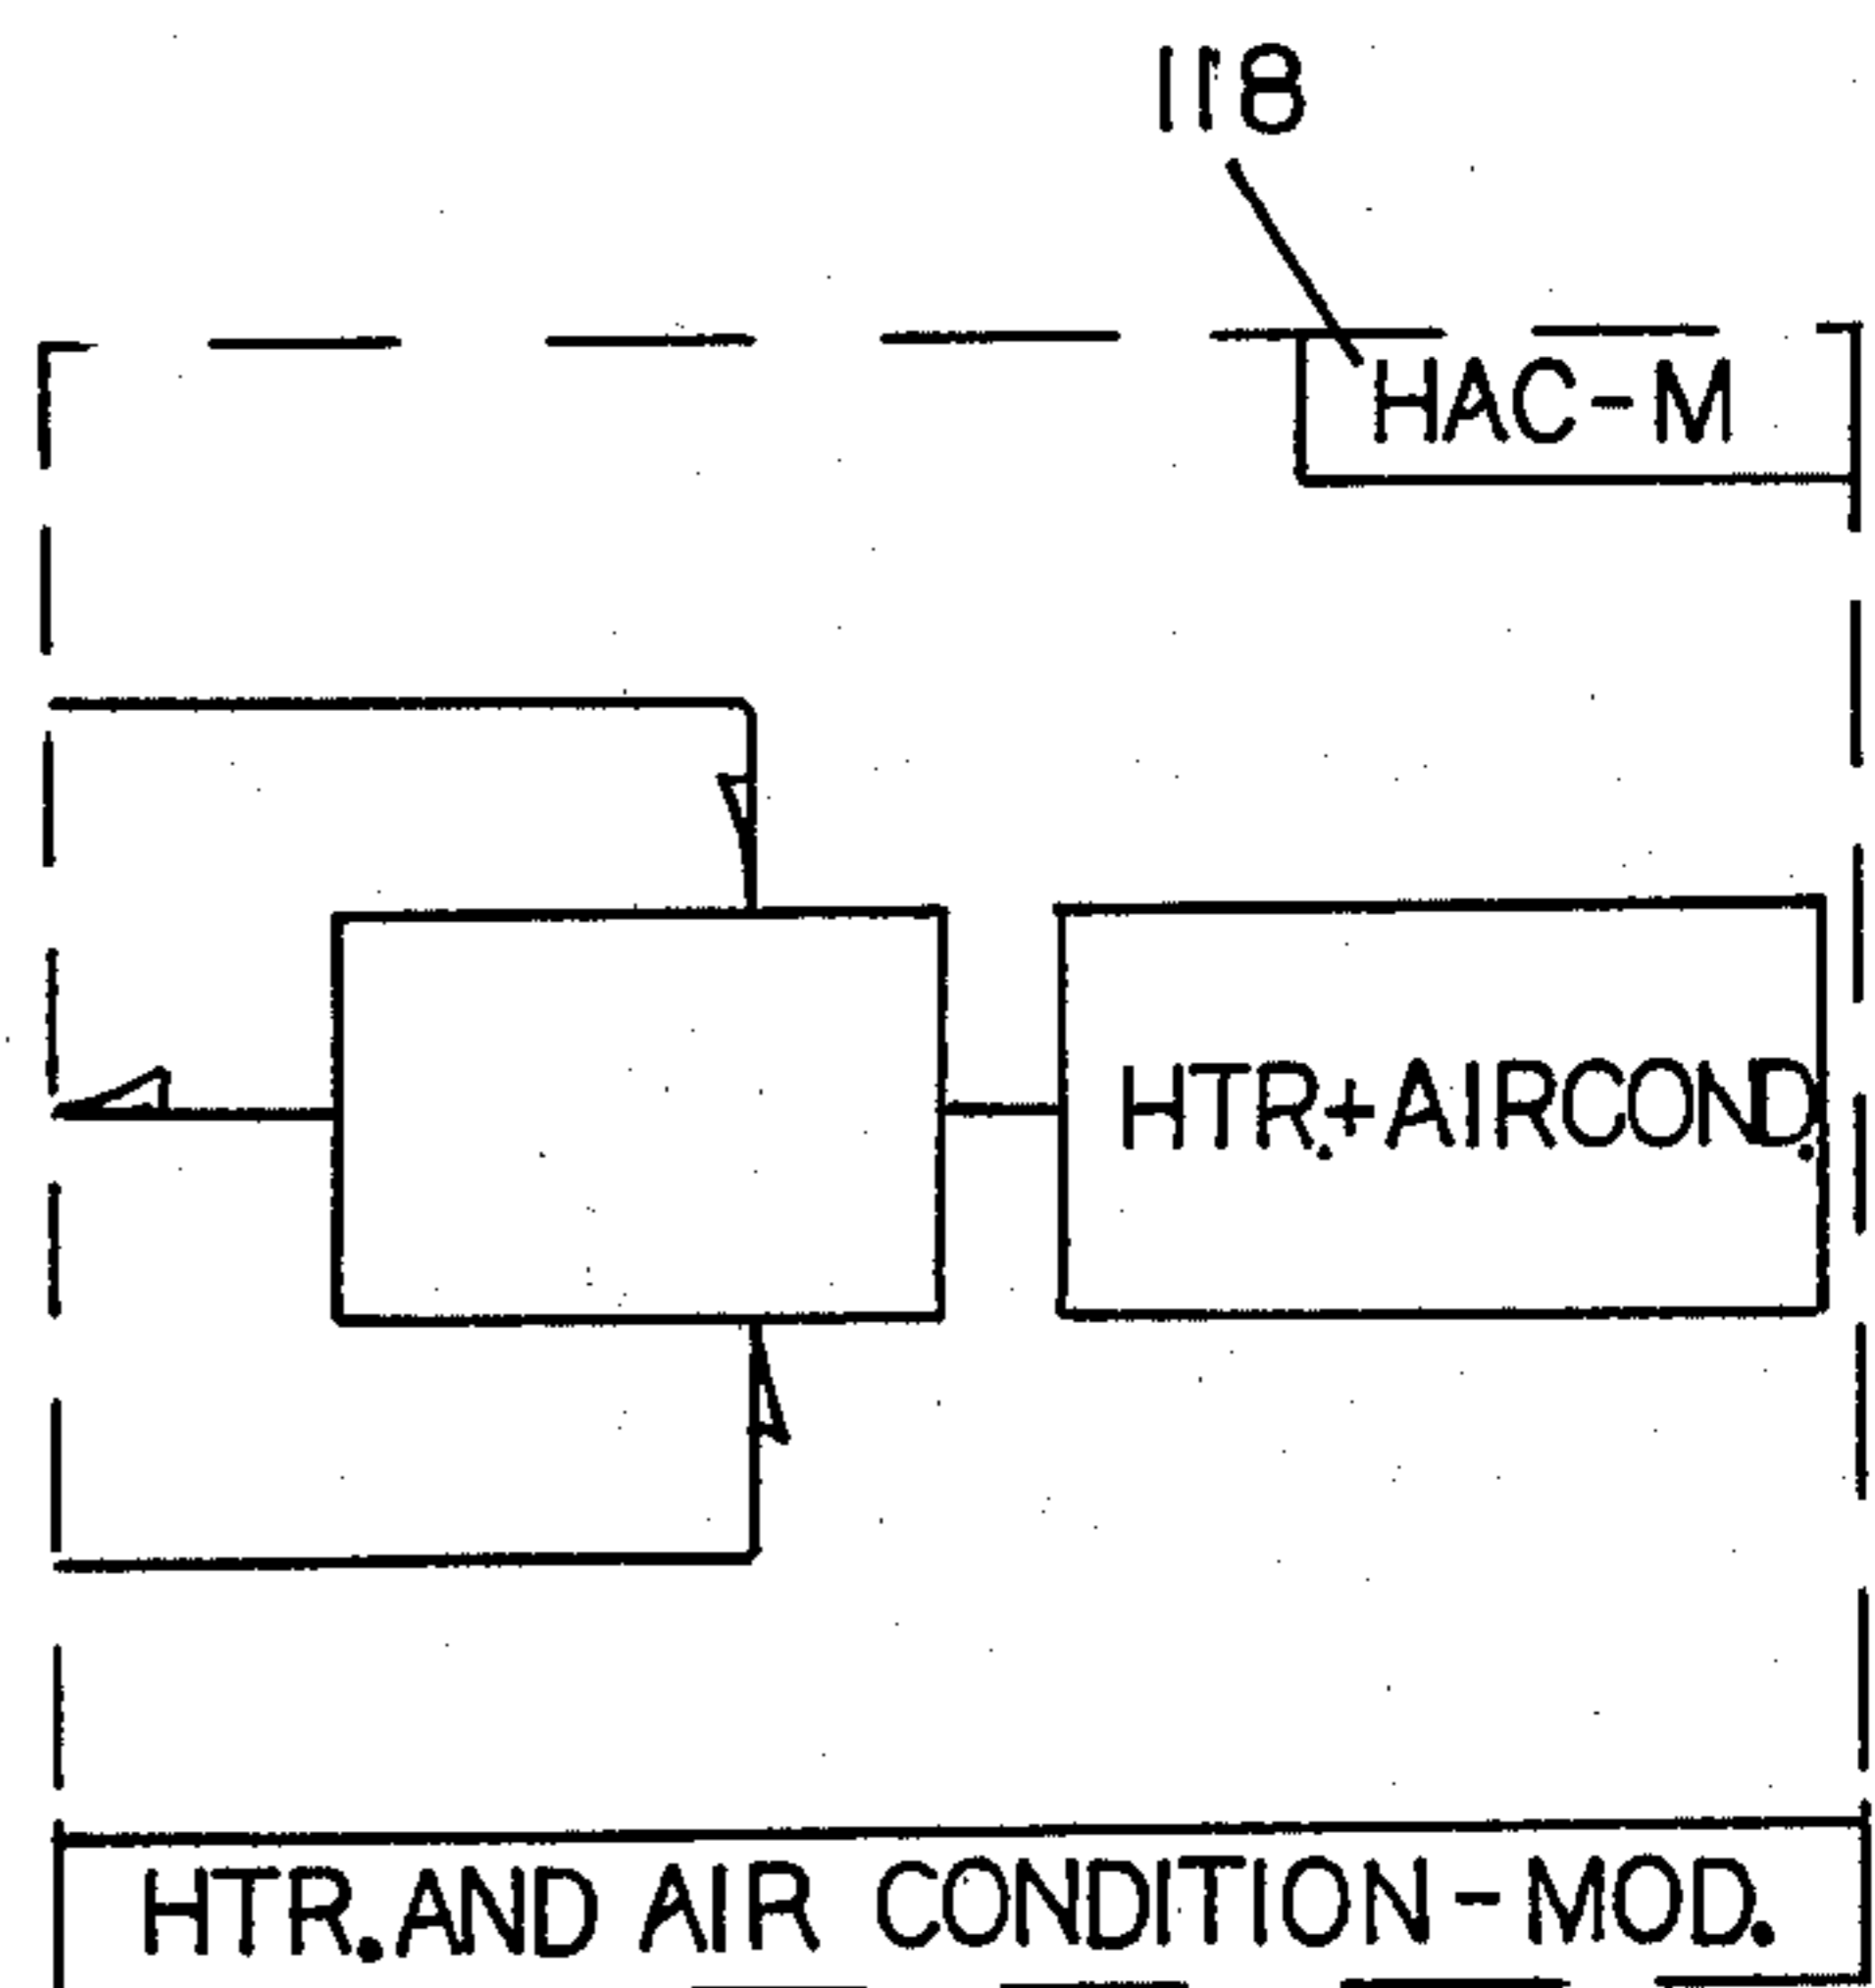 118
HAC-M
HTR.+AIRCOND.
HTR.AND AIR CONDITION-MOD.